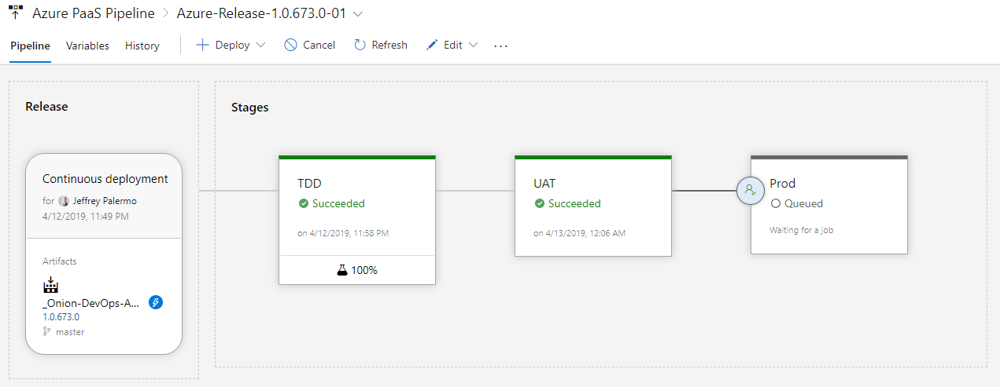 Azure PaaS Pipeline > Azure-Release-1.0.673.0-01
Pipeline Variables History Deploy Cancel Refresh Edit ...
Release
Continuous deployment
for Jeffrey Palermo
4/12/2019, 11:49 PM
Artifacts
_Onion-DevOps-A...
1.0.673.0
master
Stages
TDD
Succeeded
on 4/12/2019, 11:58 PM
100%
UAT
Succeeded
on 4/13/2019, 12:06 AM
Prod
Queued
Waiting for a job